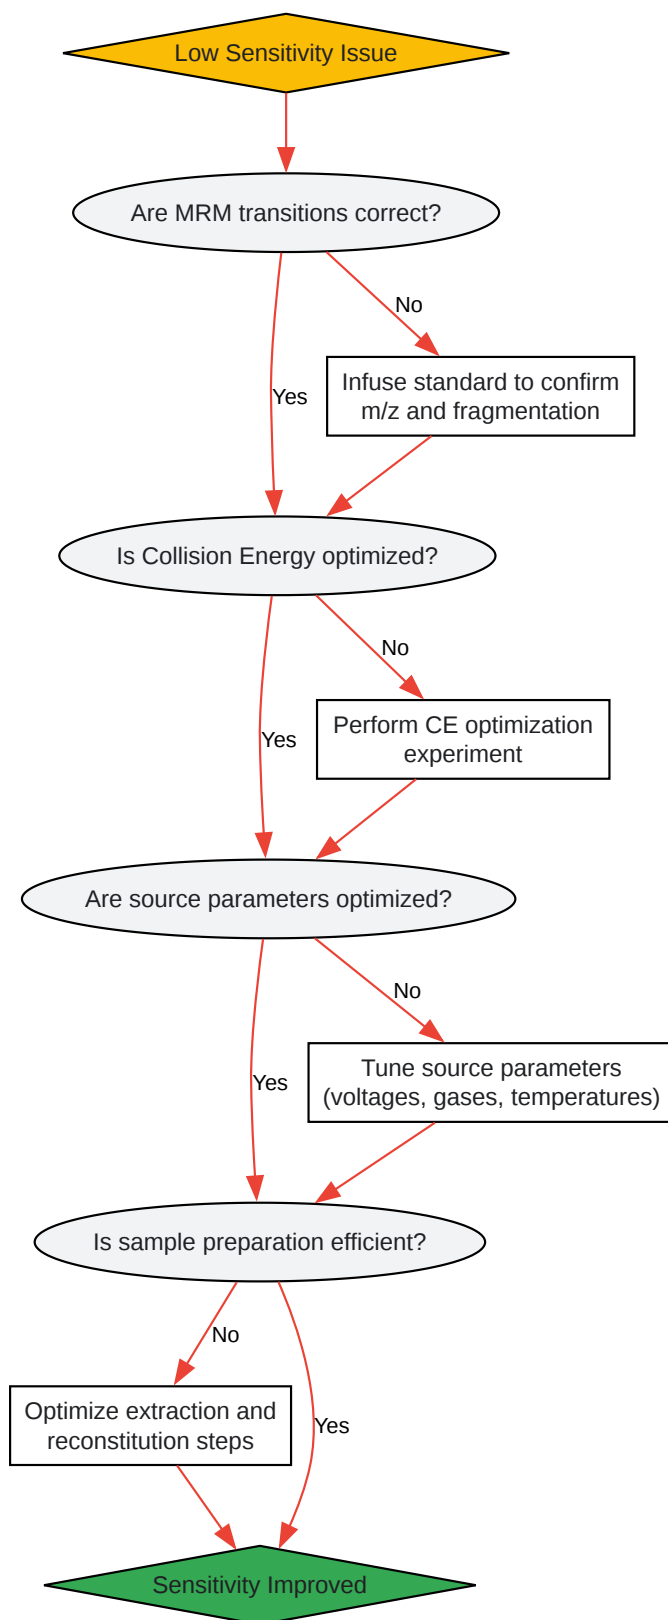 Low Sensitivity Issue
Are MRM transitions correct?
No
Infuse standard to confirm
m/z and fragmentation
Yes
Is Collision Energy optimized?
No
Perform CE optimization
experiment
Yes
Are source parameters optimized?
No
Tune source parameters
(voltages, gases, temperatures)
Yes
Is sample preparation efficient?
No
Optimize extraction and
reconstitution steps
Yes
Sensitivity Improved